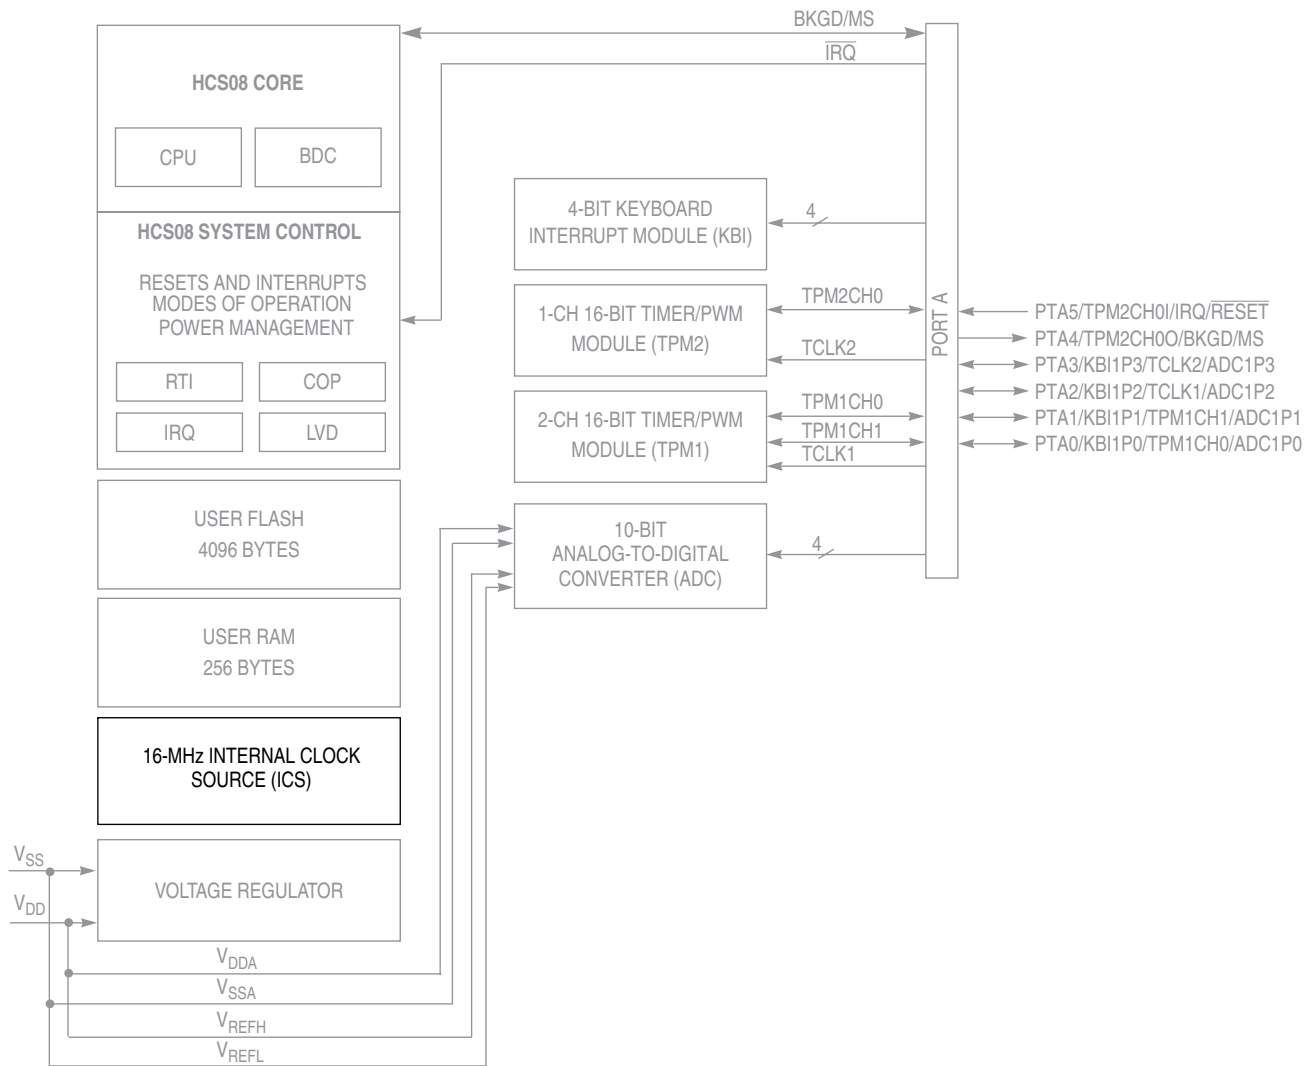 BKGD/MS
IRQ
HCS08 CORE
CPU
BDC
HCS08 SYSTEM CONTROL
RESETS AND INTERRUPTS
MODES OF OPERATION
POWER MANAGEMENT
RTI
COP
IRQ
LVD
USER FLASH
4096 BYTES
USER RAM
256 BYTES
16-MHz INTERNAL CLOCK
SOURCE (ICS)
VOLTAGE REGULATOR
VSS
VDD
VDDA
VSSA
VREFH
VREFL
4-BIT KEYBOARD
INTERRUPT MODULE (KBI)
4
1-CH 16-BIT TIMER/PWM
MODULE (TPM2)
TPM2CH0
TCLK2
2-CH 16-BIT TIMER/PWM
MODULE (TPM1)
TPM1CH0
TPM1CH1
TCLK1
10-BIT
ANALOG-TO-DIGITAL
CONVERTER (ADC)
4
PORT A
PTA5/TPM2CH0I/IRQ/RESET
PTA4/TPM2CH0O/BKGD/MS
PTA3/KBI1P3/TCLK2/ADC1P3
PTA2/KBI1P2/TCLK1/ADC1P2
PTA1/KBI1P1/TPM1CH1/ADC1P1
PTA0/KBI1P0/TPM1CH0/ADC1P0